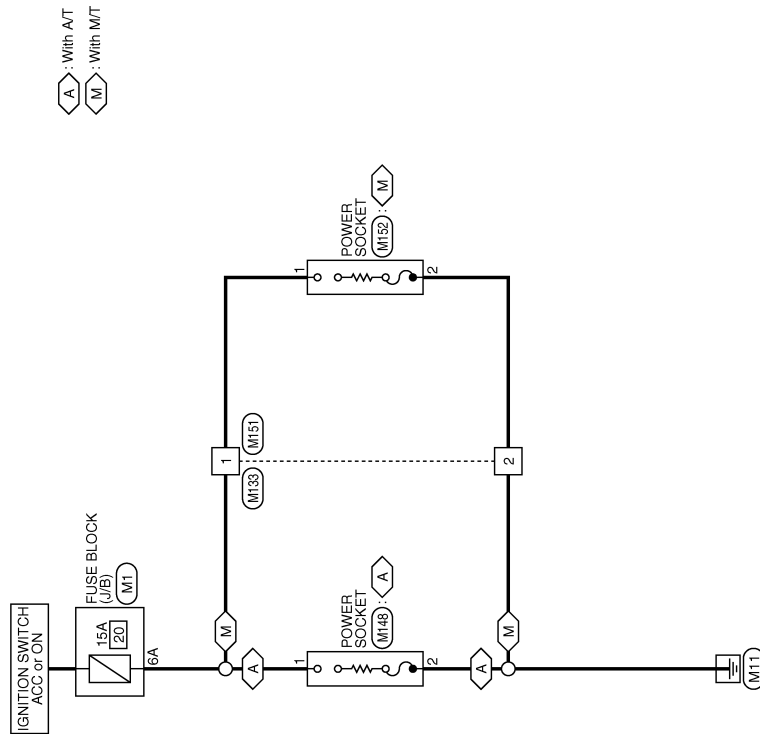 A : With A/T
M : With M/T
IGNITION SWITCH
ACC or ON
FUSE BLOCK
(J/B)
M1
15A
20
6A
M
A
1
POWER
SOCKET
M148 : A
2
A
M
M11
M133
1
M151
2
1
POWER
SOCKET
M152 : M
2